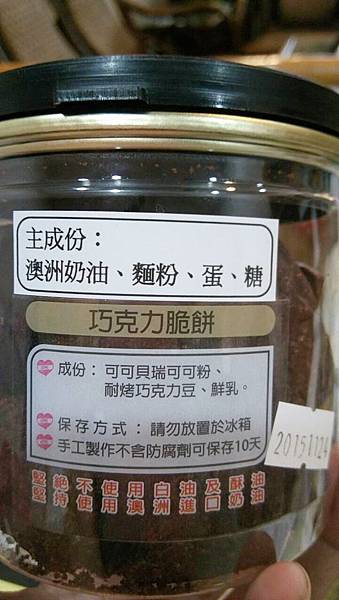 主成份：
澳洲奶油、麵粉、蛋、糖
巧克力脆餅
成份：可可貝瑞可可粉、
耐烤巧克力豆、鮮乳。
保存方式：請勿放置於冰箱
手工製作不含防腐劑可保存10天
20151124
堅絕不使用白油及酥油
堅持使用澳洲進口奶油